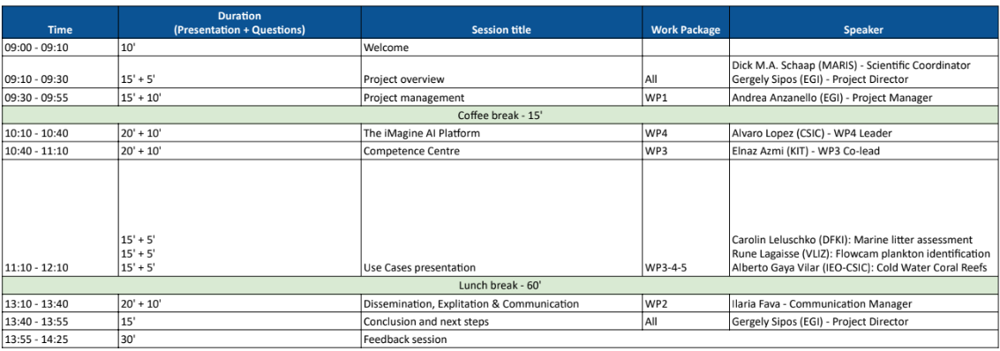 Time Duration (Presentation + Questions) Session title Work Package Speaker
09:00 - 09:10 10' Welcome
09:10 - 09:30 15' + 5' Project overview All Dick M.A. Schaap (MARIS) - Scientific Coordinator
Gergely Sipos (EGI) - Project Director
09:30 - 09:55 15' + 10' Project management WP1 Andrea Anzanello (EGI) - Project Manager
Coffee break - 15'
10:10 - 10:40 20' + 10' The iMagine AI Platform WP4 Alvaro Lopez (CSIC) - WP4 Leader
10:40 - 11:10 20' + 10' Competence Centre WP3 Elnaz Azmi (KIT) - WP3 Co-lead
15' + 5' Carolin Leluschko (DFKI): Marine litter assessment
15' + 5' Rune Lagaisse (VLIZ): Flowcam plankton identification
11:10 - 12:10 15' + 5' Use Cases presentation WP3-4-5 Alberto Gaya Vilar (IEO-CSIC): Cold Water Coral Reefs
Lunch break - 60'
13:10 - 13:40 20' + 10' Dissemination, Explitation & Communication WP2 Ilaria Fava - Communication Manager
13:40 - 13:55 15' Conclusion and next steps All Gergely Sipos (EGI) - Project Director
13:55 - 14:25 30' Feedback session